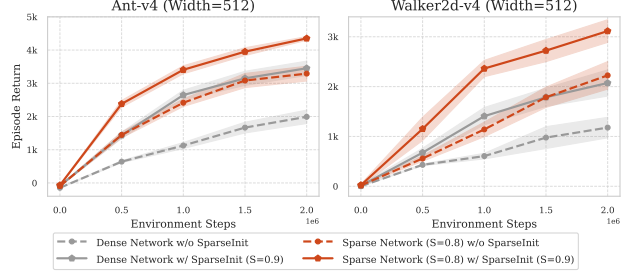 Ant-v4 (Width=512)
Walker2d-v4 (Width=512)
5k
4k
3k
2k
1k
0
Episode Return
3k
2k
1k
0
0.0 0.5 1.0 1.5 2.0
1e6
Environment Steps
0.0 0.5 1.0 1.5 2.0
1e6
Environment Steps
Dense Network w/o SparseInit
Sparse Network (S=0.8) w/o SparseInit
Dense Network w/ SparseInit (S=0.9)
Sparse Network (S=0.8) w/ SparseInit (S=0.9)